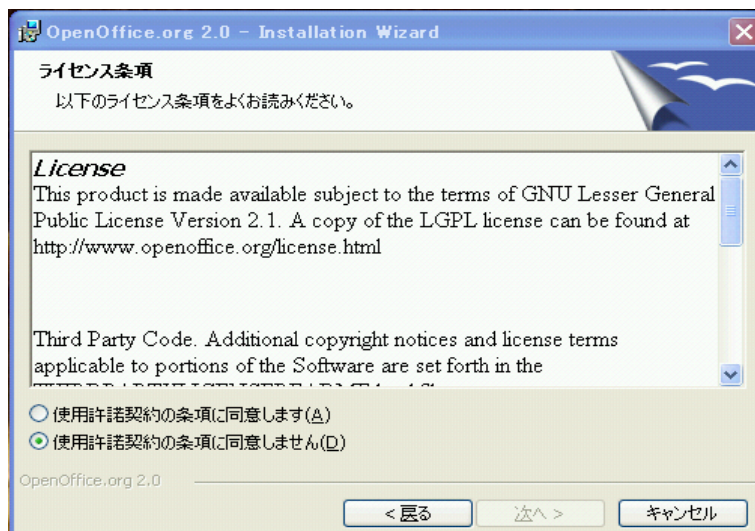 OpenOffice.org 2.0 - Installation Wizard
ライセンス条項
以下のライセンス条項をよくお読みください。
License
This product is made available subject to the terms of GNU Lesser General
Public License Version 2.1. A copy of the LGPL license can be found at
http://www.openoffice.org/license.html
Third Party Code. Additional copyright notices and license terms
applicable to portions of the Software are set forth in the
使用許諾契約の条項に同意します(A)
使用許諾契約の条項に同意しません(D)
OpenOffice.org 2.0
< 戻る
次へ >
キャンセル